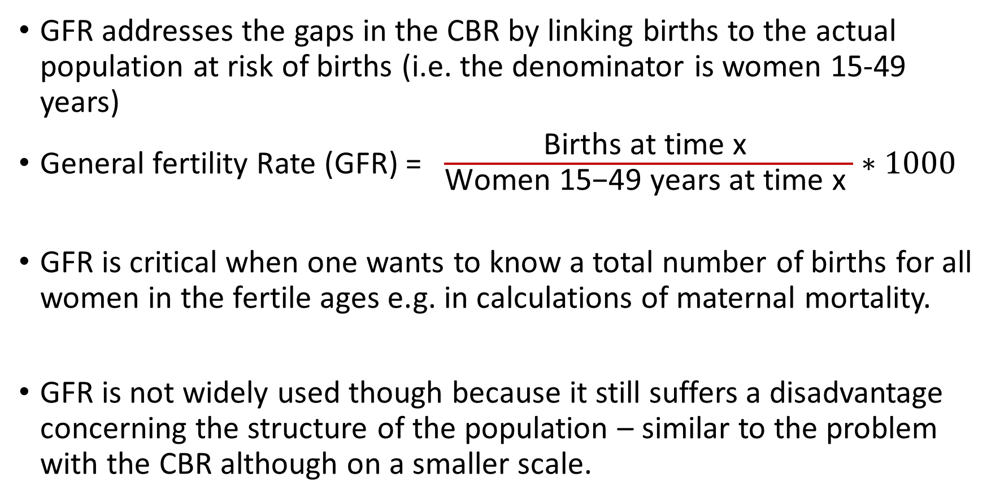 • GFR addresses the gaps in the CBR by linking births to the actual
population at risk of births (i.e. the denominator is women 15-49
years)
• General fertility Rate (GFR) = Births at time x / Women 15–49 years at time x * 1000
• GFR is critical when one wants to know a total number of births for all
women in the fertile ages e.g. in calculations of maternal mortality.
• GFR is not widely used though because it still suffers a disadvantage
concerning the structure of the population – similar to the problem
with the CBR although on a smaller scale.